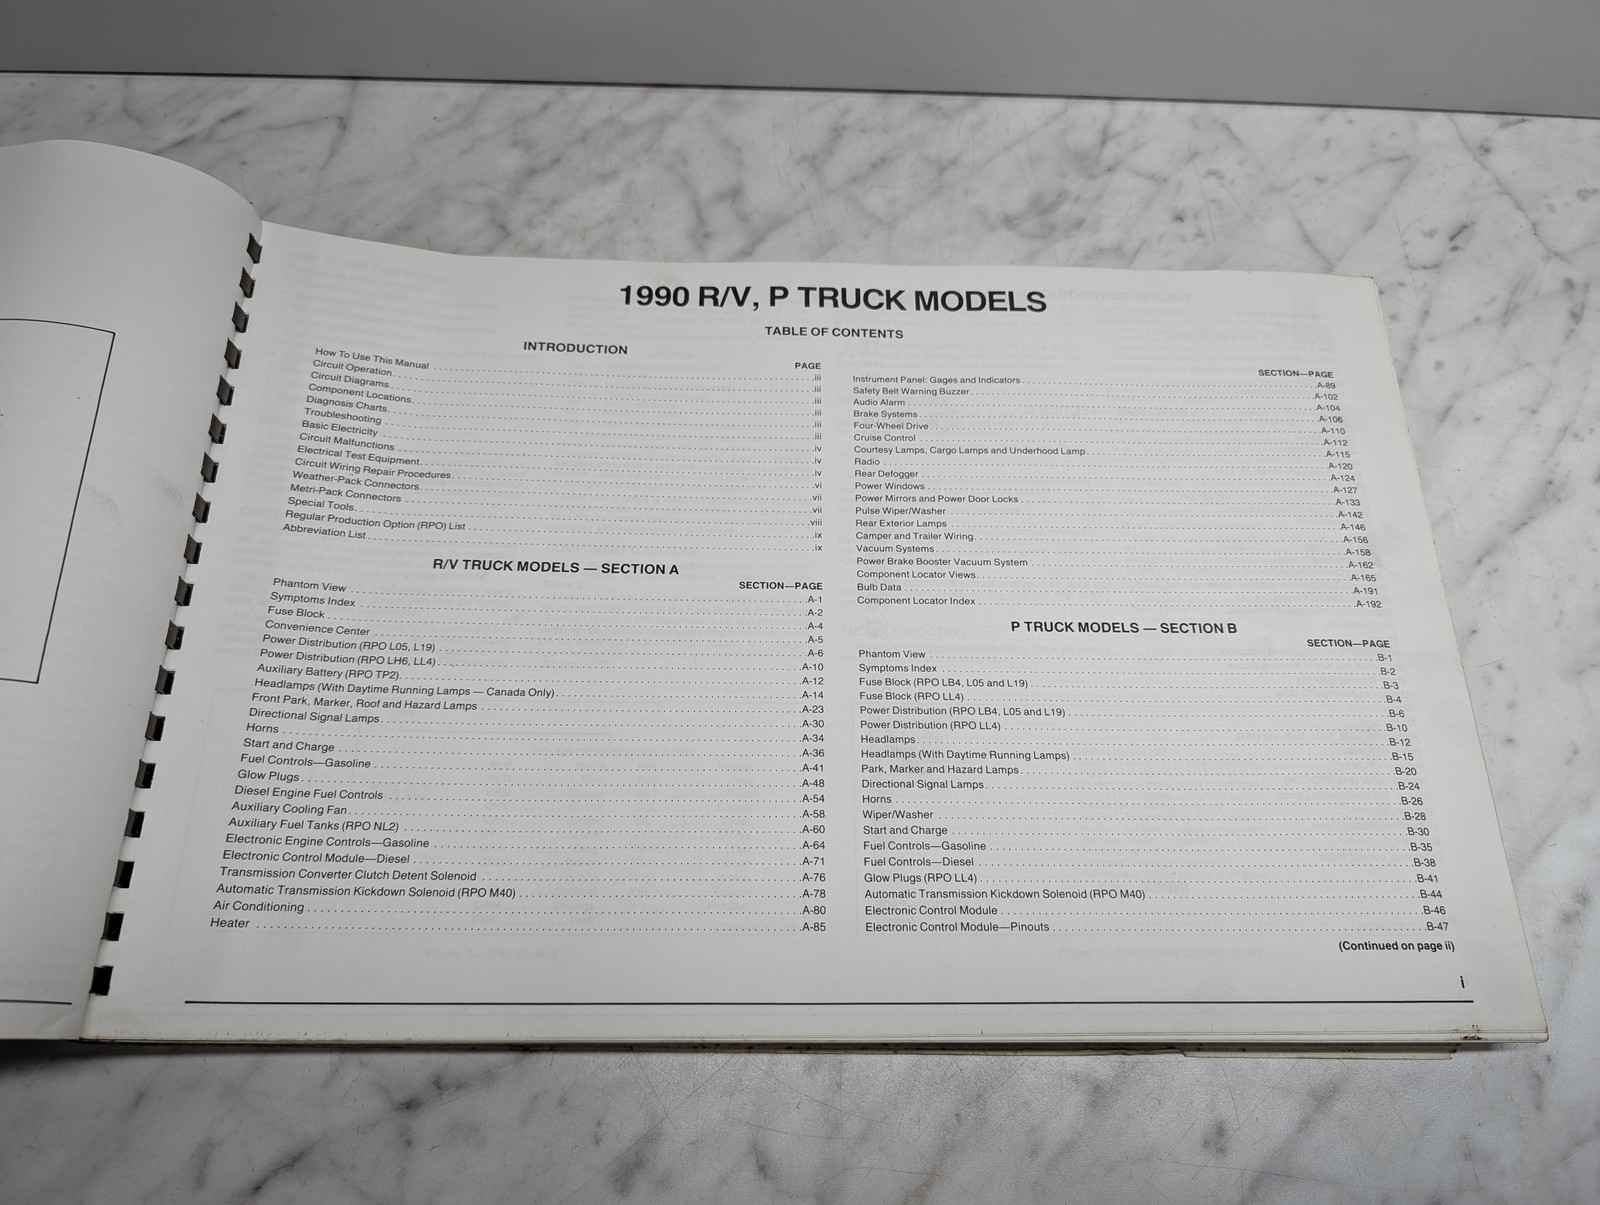 1990 R/V, P TRUCK MODELS
TABLE OF CONTENTS
INTRODUCTION
PAGE
How To Use This Manual iii
Circuit Operation iii
Circuit Diagrams iii
Component Locations iii
Diagnosis Charts iii
Troubleshooting iii
Basic Electricity iv
Circuit Malfunctions iv
Electrical Test Equipment iv
Circuit Wiring Repair Procedures vi
Weather-Pack Connectors vii
Metri-Pack Connectors vii
Special Tools viii
Regular Production Option (RPO) List ix
Abbreviation List ix
R/V TRUCK MODELS — SECTION A
SECTION—PAGE
Phantom View A-1
Symptoms Index A-2
Fuse Block A-4
Convenience Center A-5
Power Distribution (RPO L05, L19) A-6
Power Distribution (RPO LH6, LL4) A-10
Auxiliary Battery (RPO TP2) A-12
Headlamps (With Daytime Running Lamps — Canada Only) A-14
Front Park, Marker, Roof and Hazard Lamps A-23
Directional Signal Lamps A-30
Horns A-34
Start and Charge A-36
Fuel Controls—Gasoline A-41
Glow Plugs A-48
Diesel Engine Fuel Controls A-54
Auxiliary Cooling Fan A-58
Auxiliary Fuel Tanks (RPO NL2) A-60
Electronic Engine Controls—Gasoline A-64
Electronic Control Module—Diesel A-71
Transmission Converter Clutch Detent Solenoid A-76
Automatic Transmission Kickdown Solenoid (RPO M40) A-78
Air Conditioning A-80
Heater A-85
SECTION—PAGE
Instrument Panel: Gages and Indicators A-89
Safety Belt Warning Buzzer A-102
Audio Alarm A-104
Brake Systems A-106
Four-Wheel Drive A-110
Cruise Control A-112
Courtesy Lamps, Cargo Lamps and Underhood Lamp A-115
Radio A-120
Rear Defogger A-124
Power Windows A-127
Power Mirrors and Power Door Locks A-133
Pulse Wiper/Washer A-142
Rear Exterior Lamps A-146
Camper and Trailer Wiring A-156
Vacuum Systems A-158
Power Brake Booster Vacuum System A-162
Component Locator Views A-165
Bulb Data A-191
Component Locator Index A-192
P TRUCK MODELS — SECTION B
SECTION—PAGE
Phantom View B-1
Symptoms Index B-2
Fuse Block (RPO LB4, L05 and L19) B-3
Fuse Block (RPO LL4) B-4
Power Distribution (RPO LB4, L05 and L19) B-6
Power Distribution (RPO LL4) B-10
Headlamps B-12
Headlamps (With Daytime Running Lamps) B-15
Park, Marker and Hazard Lamps B-20
Directional Signal Lamps B-24
Horns B-26
Wiper/Washer B-28
Start and Charge B-30
Fuel Controls—Gasoline B-35
Fuel Controls—Diesel B-38
Glow Plugs (RPO LL4) B-41
Automatic Transmission Kickdown Solenoid (RPO M40) B-44
Electronic Control Module B-46
Electronic Control Module—Pinouts B-47
(Continued on page ii)
i